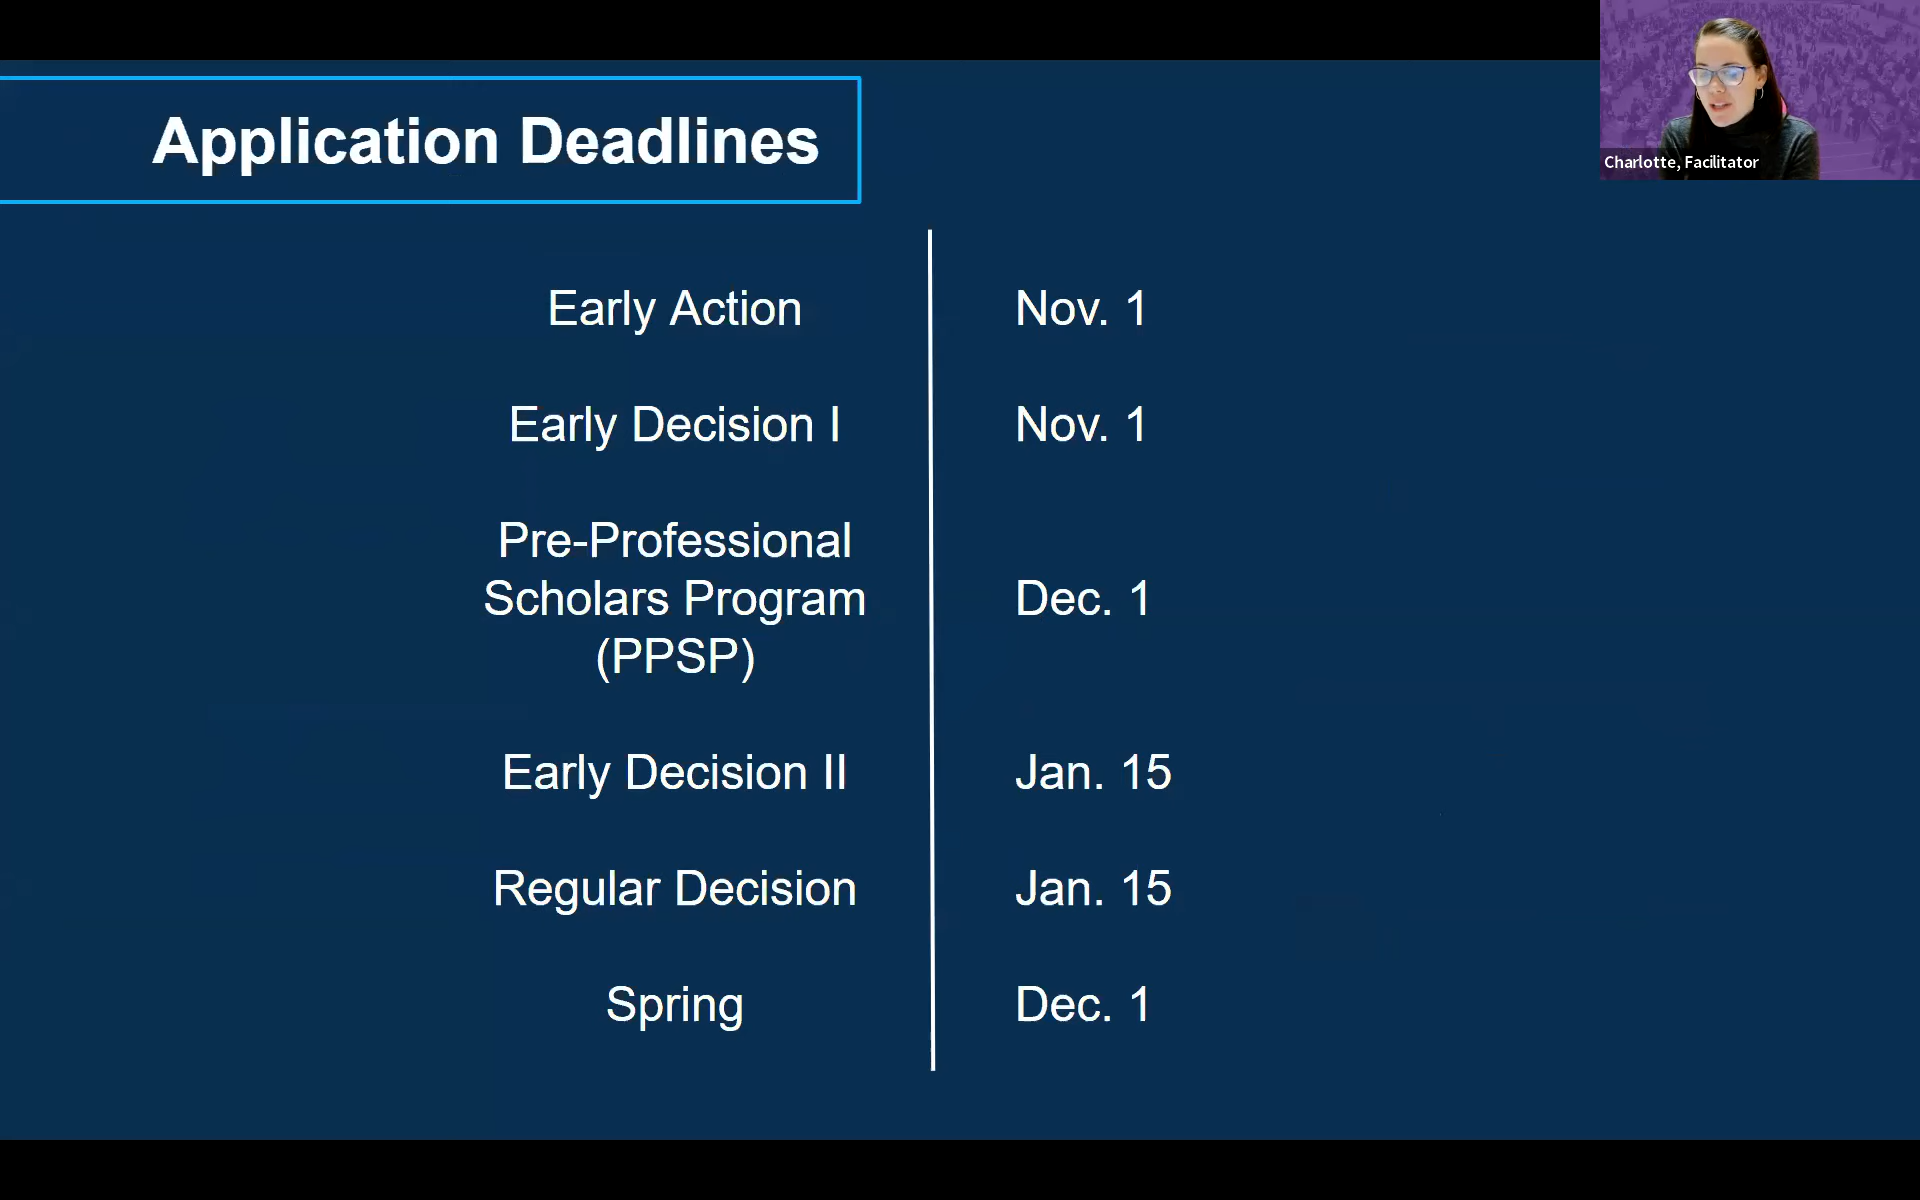 Application Deadlines
Charlotte, Facilitator
Early Action
Nov. 1
Early Decision I
Nov. 1
Pre-Professional
Scholars Program
(PPSP)
Dec. 1
Early Decision II
Jan. 15
Regular Decision
Jan. 15
Spring
Dec. 1